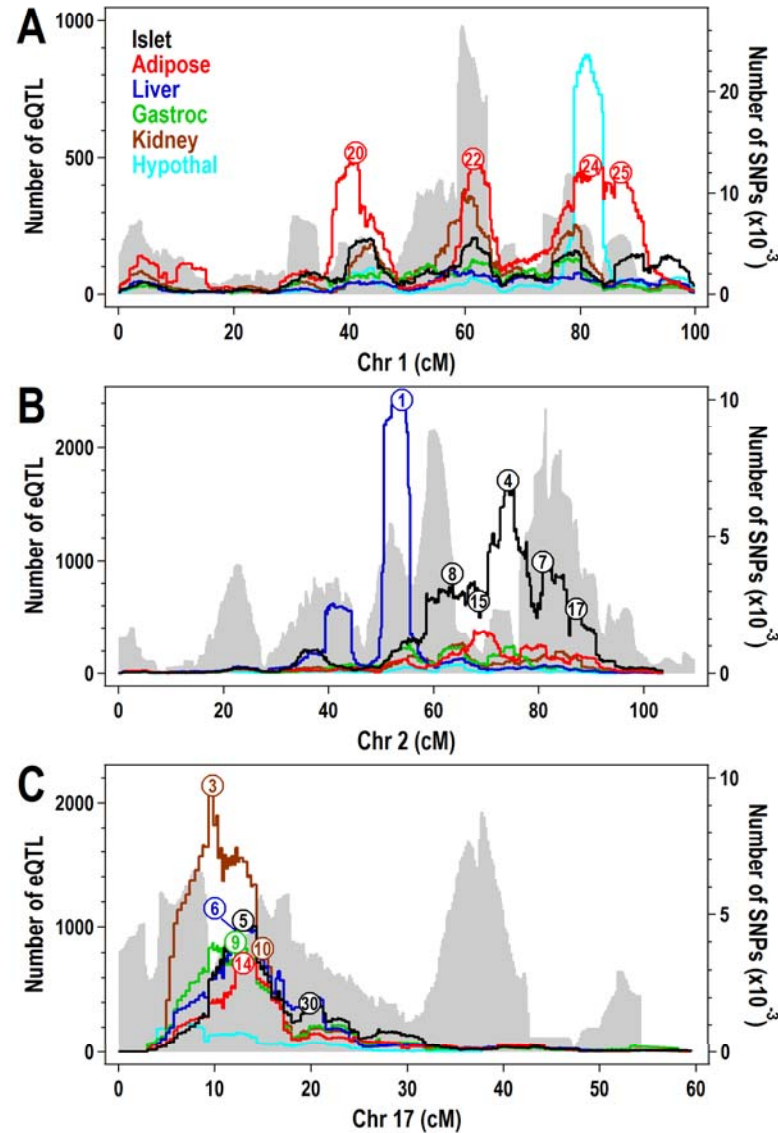 A
Number of eQTL
1000
500
0
Islet
Adipose
Liver
Gastroc
Kidney
Hypothal
20
22
24
25
Number of SNPs (x10⁻³)
20
10
0
0 20 40 60 80 100
Chr 1 (cM)
B
Number of eQTL
2000
1000
0
1
4
8
15
7
17
Number of SNPs (x10⁻³)
10
5
0
0 20 40 60 80 100
Chr 2 (cM)
C
Number of eQTL
2000
1000
0
3
6
5
9
10
14
30
Number of SNPs (x10⁻³)
10
5
0
0 10 20 30 40 50 60
Chr 17 (cM)